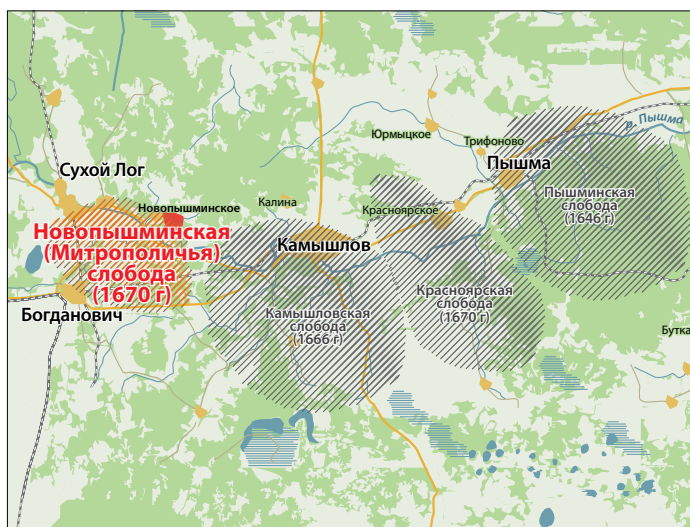 р. Пышма
Юрмыцкое
Трифоново
Пышма
Сухой Лог
Пышминская
слобода
(1646 г)
Калина
Новопышминское
Красноярское
Новопышминская
(Митрополичья)
слобода
(1670 г)
Камышлов
Богданович
Камышловская
слобода
(1666 г)
Красноярская
слобода
(1670 г)
Бутка